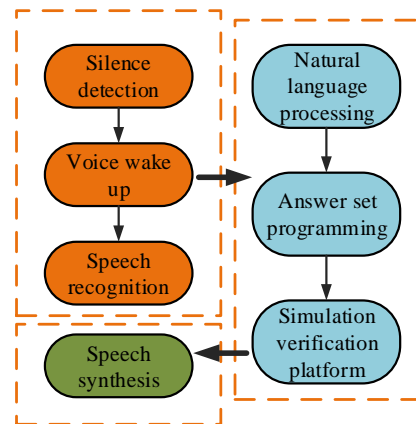 Silence
detection
Voice wake
up
Speech
recognition
Speech
synthesis
Natural
language
processing
Answer set
programming
Simulation
verification
platform